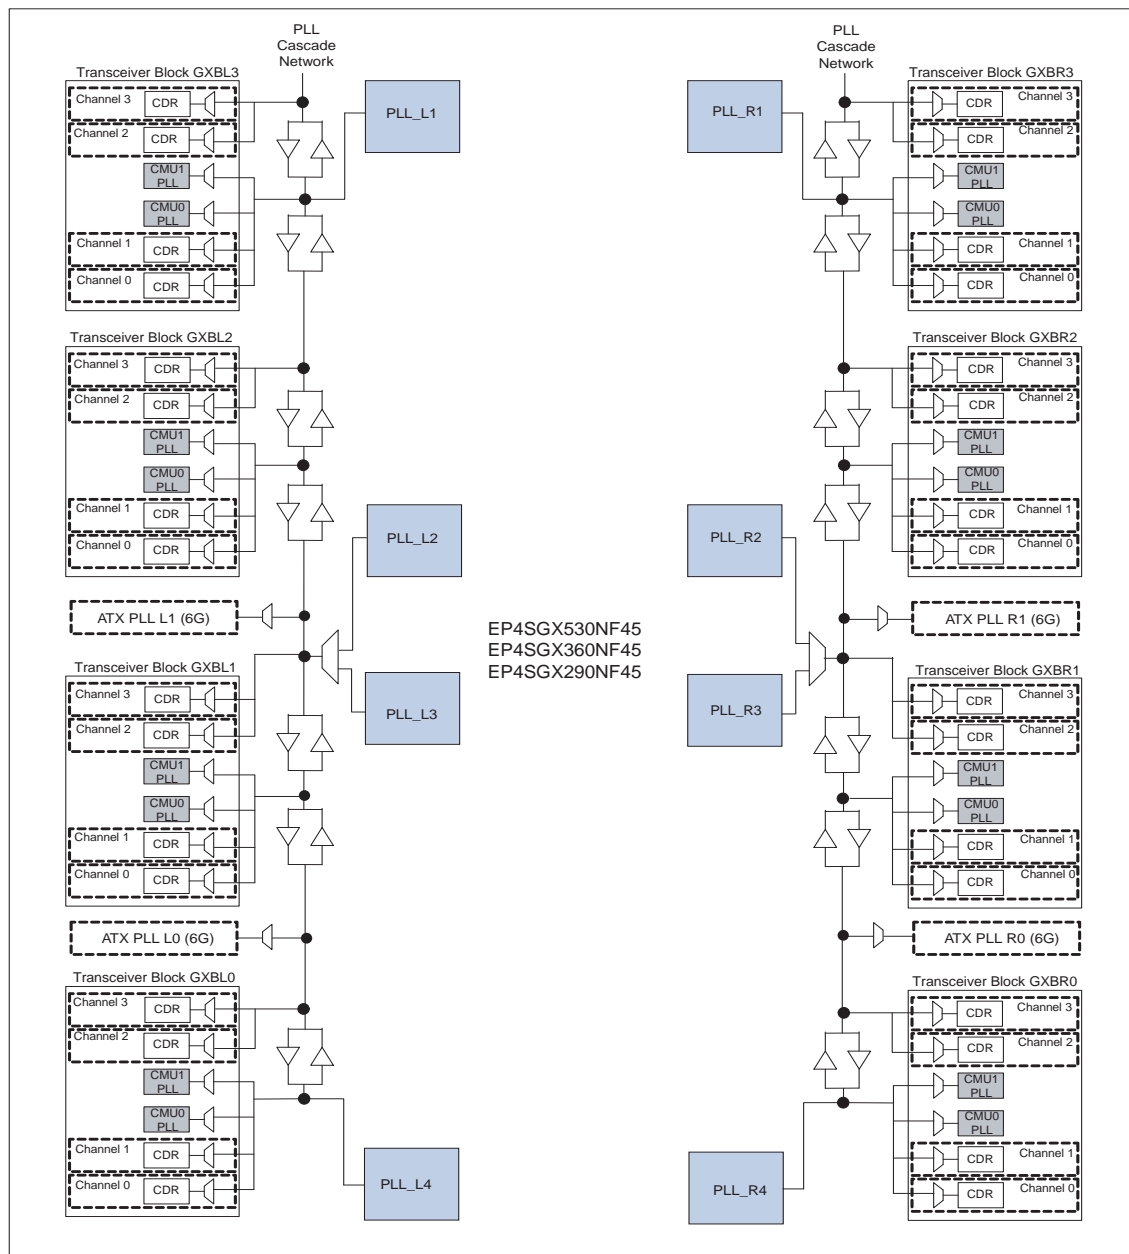 PLL
Cascade
Network
Transceiver Block GXBL3
Channel 3
CDR
Channel 2
CDR
CMU1
PLL
CMU0
PLL
Channel 1
CDR
Channel 0
CDR
PLL_L1
Transceiver Block GXBL2
Channel 3
CDR
Channel 2
CDR
CMU1
PLL
CMU0
PLL
Channel 1
CDR
Channel 0
CDR
PLL_L2
ATX PLL L1 (6G)
PLL_L3
Transceiver Block GXBL1
Channel 3
CDR
Channel 2
CDR
CMU1
PLL
CMU0
PLL
Channel 1
CDR
Channel 0
CDR
ATX PLL L0 (6G)
Transceiver Block GXBL0
Channel 3
CDR
Channel 2
CDR
CMU1
PLL
CMU0
PLL
Channel 1
CDR
Channel 0
CDR
PLL_L4
EP4SGX530NF45
EP4SGX360NF45
EP4SGX290NF45
PLL
Cascade
Network
PLL_R1
Transceiver Block GXBR3
Channel 3
CDR
Channel 2
CDR
CMU1
PLL
CMU0
PLL
Channel 1
CDR
Channel 0
CDR
Transceiver Block GXBR2
Channel 3
CDR
Channel 2
CDR
CMU1
PLL
CMU0
PLL
Channel 1
CDR
Channel 0
CDR
PLL_R2
ATX PLL R1 (6G)
PLL_R3
Transceiver Block GXBR1
Channel 3
CDR
Channel 2
CDR
CMU1
PLL
CMU0
PLL
Channel 1
CDR
Channel 0
CDR
ATX PLL R0 (6G)
Transceiver Block GXBR0
Channel 3
CDR
Channel 2
CDR
CMU1
PLL
CMU0
PLL
Channel 1
CDR
Channel 0
CDR
PLL_R4